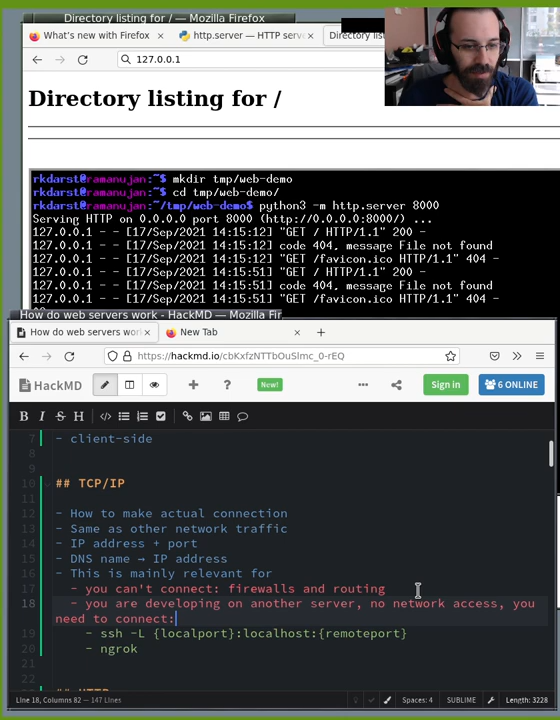 Directory listing for / — Mozilla Firefox
What's new with Firefox
http.server — HTTP serv
Directory list
127.0.0.1
Directory listing for /
rkdarst@ramanujan:~$ mkdir tmp/web-demo
rkdarst@ramanujan:~$ cd tmp/web-demo/
rkdarst@ramanujan:~/tmp/web-demo$ python3 -m http.server 8000
Serving HTTP on 0.0.0.0 port 8000 (http://0.0.0.0:8000/) ...
127.0.0.1 - - [17/Sep/2021 14:15:12] "GET / HTTP/1.1" 200 -
127.0.0.1 - - [17/Sep/2021 14:15:12] code 404, message File not found
127.0.0.1 - - [17/Sep/2021 14:15:12] "GET /favicon.ico HTTP/1.1" 404 -
127.0.0.1 - - [17/Sep/2021 14:15:51] "GET / HTTP/1.1" 200 -
127.0.0.1 - - [17/Sep/2021 14:15:51] code 404, message File not found
127.0.0.1 - - [17/Sep/2021 14:15:51] "GET /favicon.ico HTTP/1.1" 404 -
How do web servers work - HackMD — Mozilla Fir
How do web servers wor
New Tab
https://hackmd.io/cbKxfzNTTbOuSlmc_0-rEQ
HackMD
New!
Sign in
6 ONLINE
B I S H
7 - client-side
8
9
10 ## TCP/IP
11
12 - How to make actual connection
13 - Same as other network traffic
14 - IP address + port
15 - DNS name → IP address
16 - This is mainly relevant for
17 - you can't connect: firewalls and routing
18 - you are developing on another server, no network access, you
need to connect:
19 - ssh -L {localport}:localhost:{remoteport}
20 - ngrok
21
22
Line 18, Columns 82 — 147 Lines
Spaces: 4
SUBLIME
Length: 3228